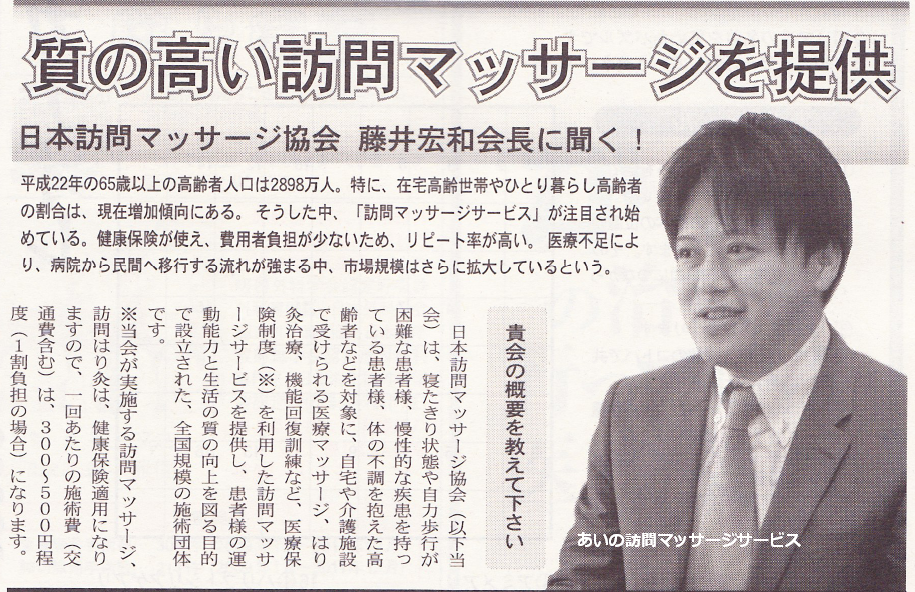 質の高い訪問マッサージを提供
日本訪問マッサージ協会 藤井宏和会長に聞く！
平成22年の65歳以上の高齢者人口は2898万人。特に、在宅高齢世帯やひとり暮らし高齢者
の割合は、現在増加傾向にある。そうした中、「訪問マッサージサービス」が注目され始
めている。健康保険が使え、費用者負担が少ないため、リピート率が高い。医療不足によ
り、病院から民間へ移行する流れが強まる中、市場規模はさらに拡大しているという。
貴会の概要を教えて下さい
日本訪問マッサージ協会（以下当
会）は、寝たきり状態や自力歩行が
困難な患者様、慢性的な疾患を持っ
ている患者様、体の不調を抱えた高
齢者などを対象に、自宅や介護施設
で受けられる医療マッサージ、はり
灸治療、機能回復訓練など、医療保
険制度（※）を利用した訪問マッサ
ージサービスを提供し、患者様の運
動能力と生活の質の向上を図る目的
で設立された、全国規模の施術団体
です。
※当会が実施する訪問マッサージ、
訪問はり灸は、健康保険適用になり
ますので、一回あたりの施術費（交
通費含む）は、300～500円程
度（1割負担の場合）になります。
あいの訪問マッサージサービス